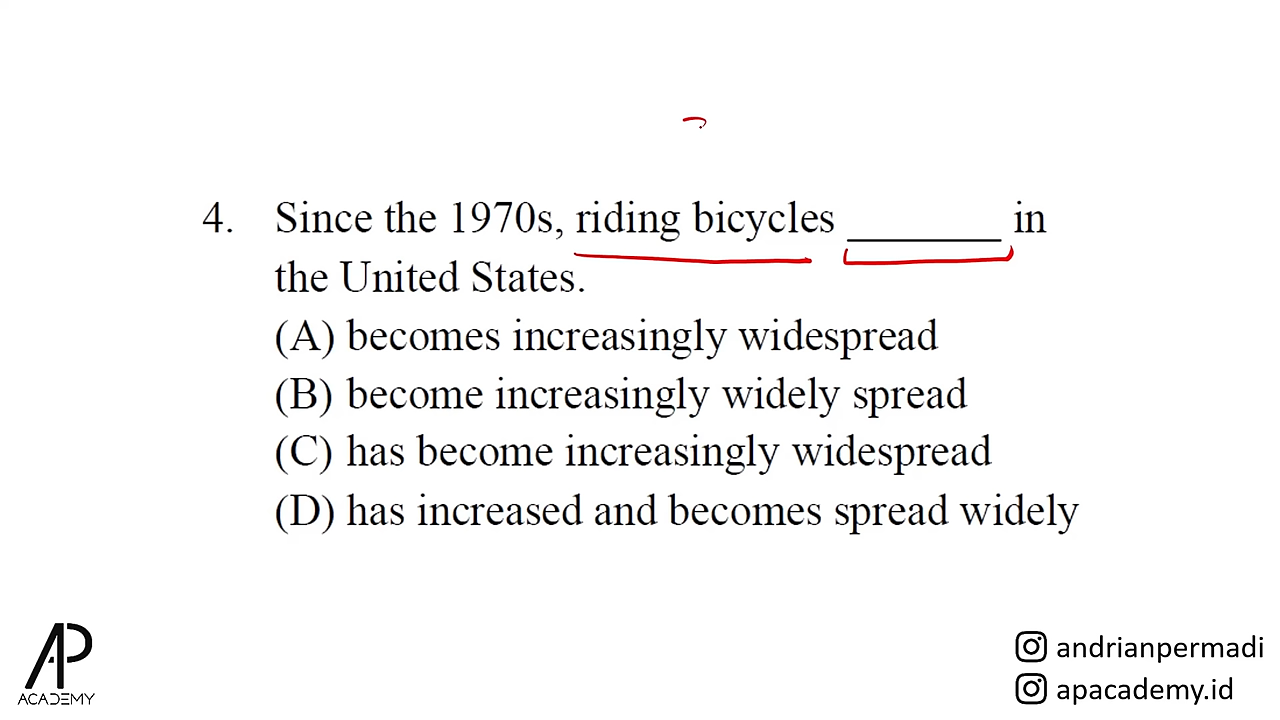 4. Since the 1970s, riding bicycles ________ in
the United States.
(A) becomes increasingly widespread
(B) become increasingly widely spread
(C) has become increasingly widespread
(D) has increased and becomes spread widely
AP
ACADEMY
andrianpermadi
apacademy.id